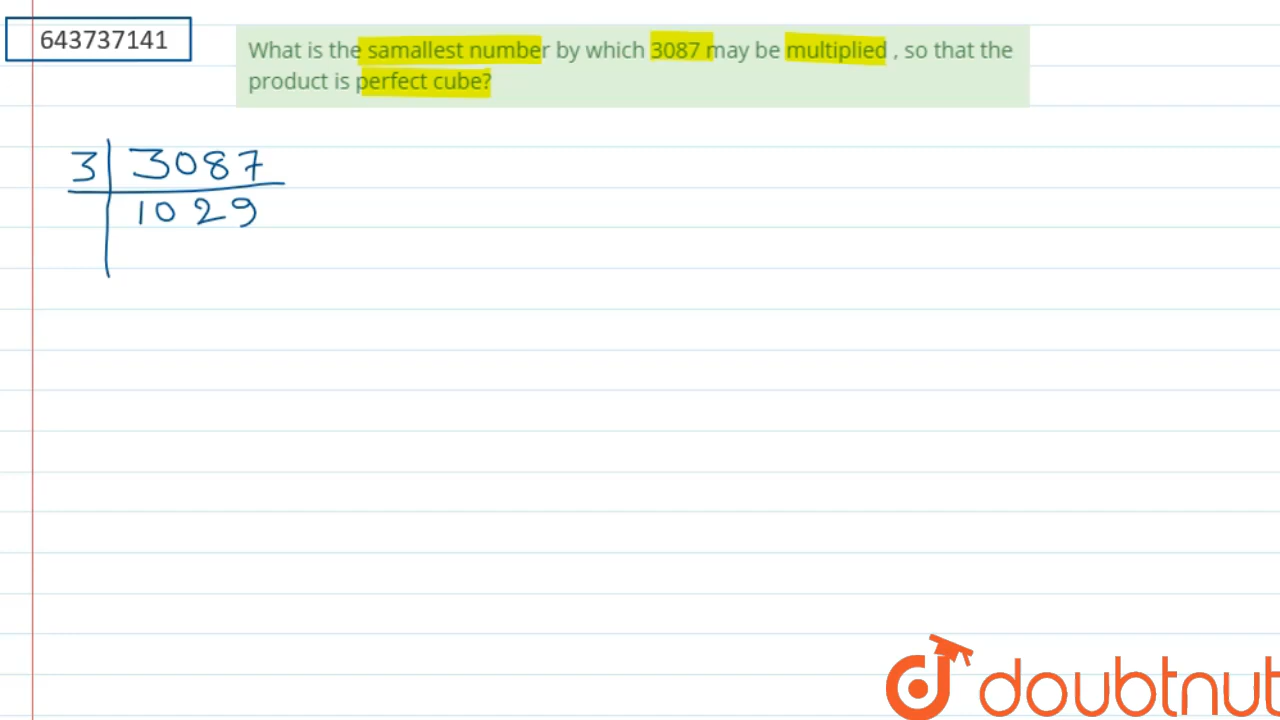 643737141
What is the samallest number by which 3087 may be multiplied , so that the
product is perfect cube?
3 3087
1029
doubtnut